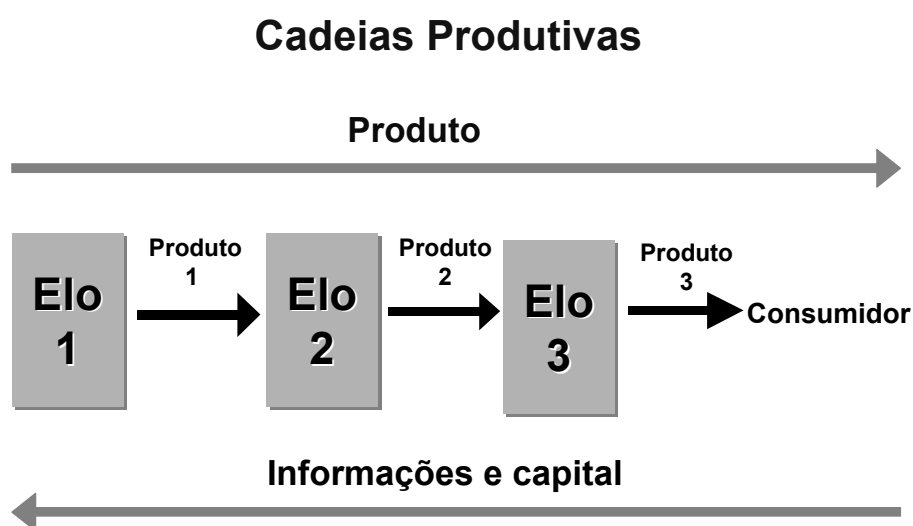 Cadeias Produtivas
Produto
Elo
1
Produto
1
Elo
2
Produto
2
Elo
3
Produto
3
Consumidor
Informações e capital